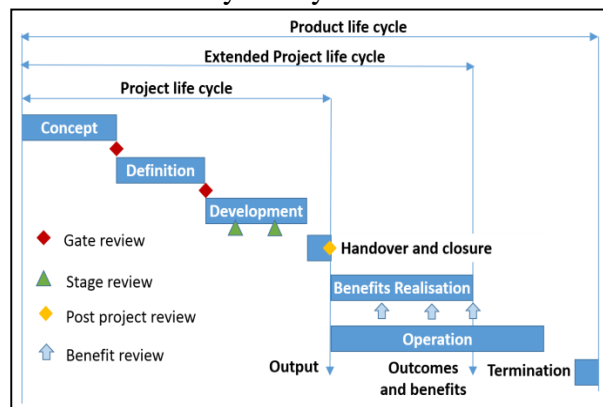 Product life cycle
Extended Project life cycle
Project life cycle
Concept
Definition
Development
Gate review
Handover and closure
Stage review
Benefits Realisation
Post project review
Operation
Benefit review
Output
Outcomes
and benefits
Termination